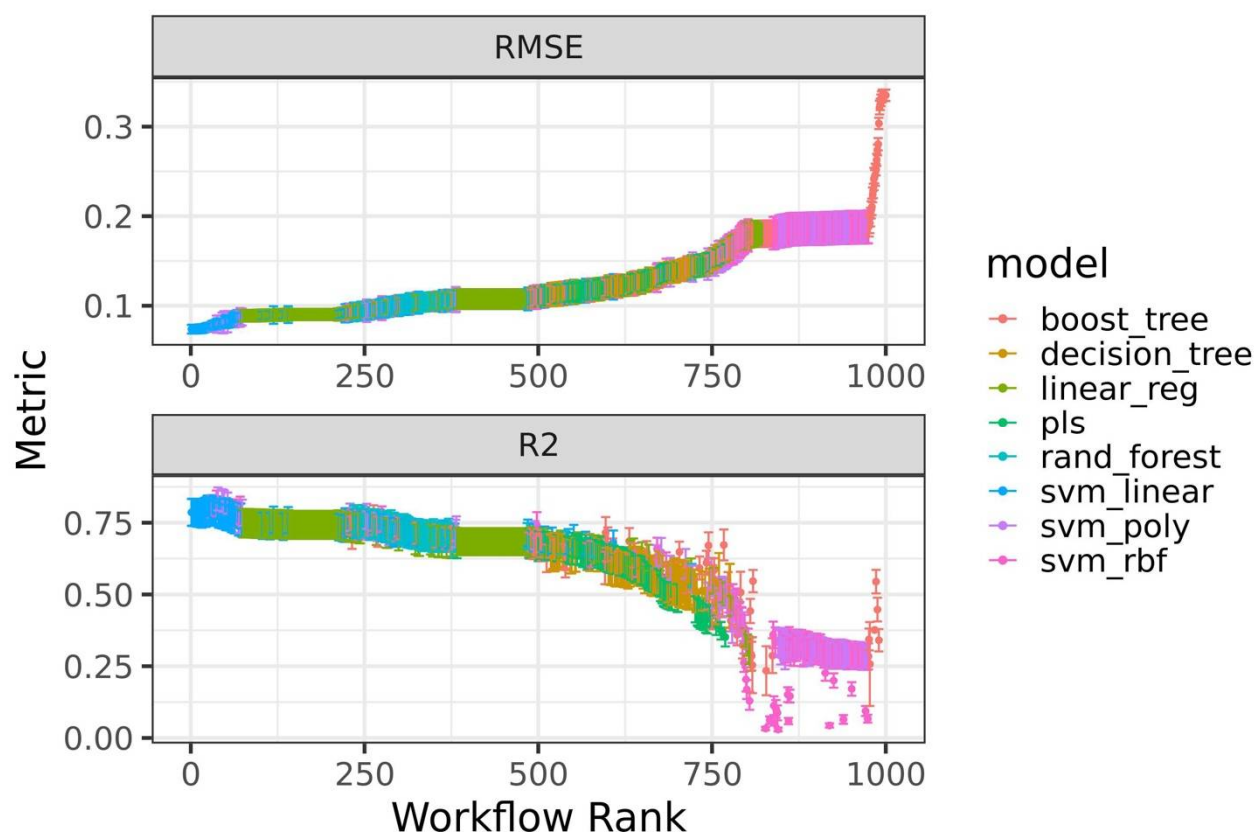 RMSE
0.3
0.2
0.1
0 250 500 750 1000
Metric
R2
0.75
0.50
0.25
0.00
0 250 500 750 1000
Workflow Rank
model
boost_tree
decision_tree
linear_reg
pls
rand_forest
svm_linear
svm_poly
svm_rbf